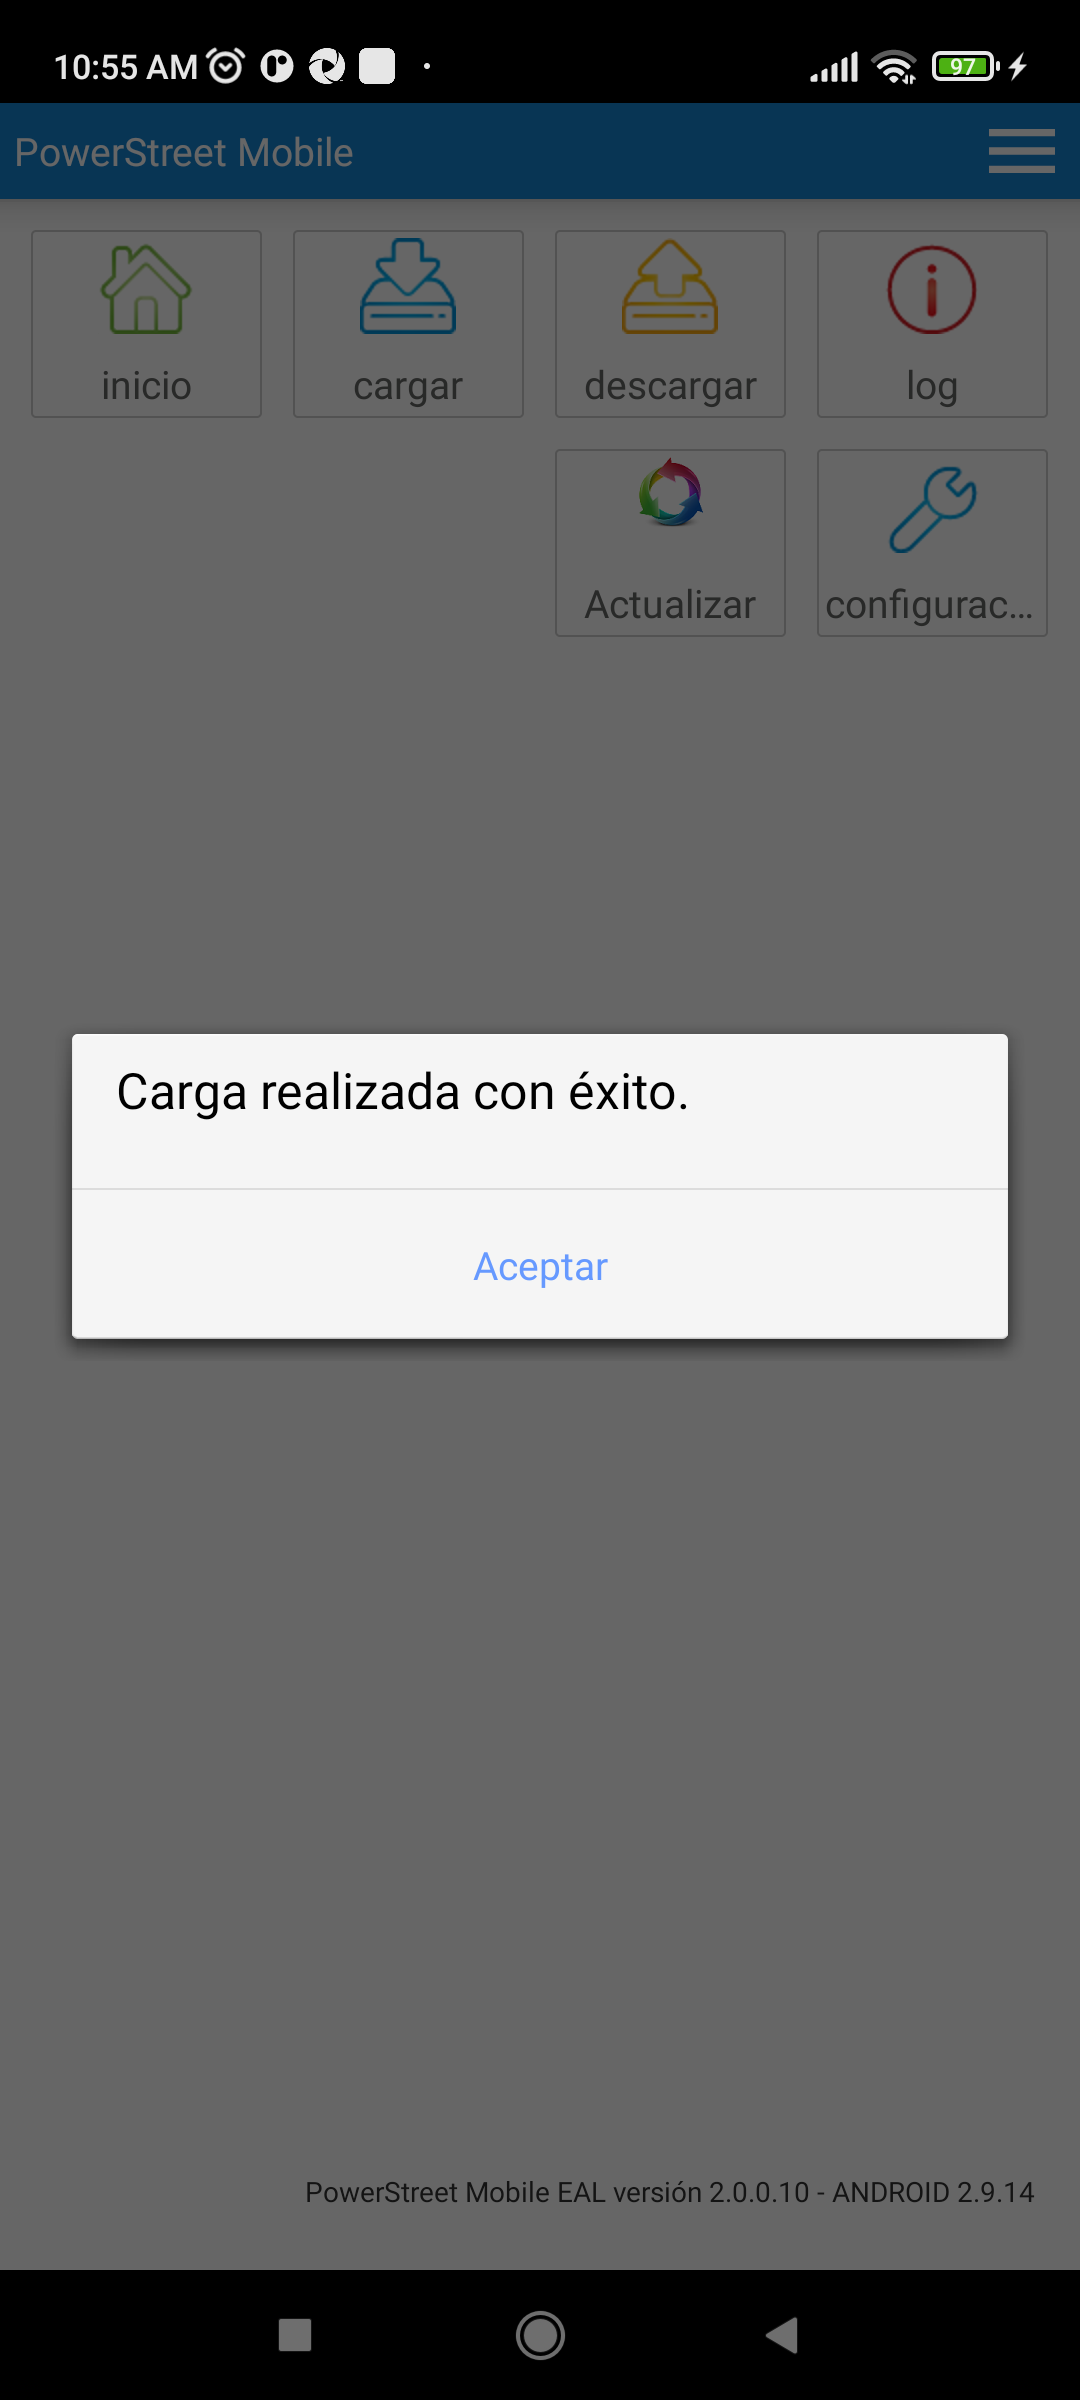 10:55 AM
97
PowerStreet Mobile
inicio
cargar
descargar
log
Actualizar
configurac...
Carga realizada con éxito.
Aceptar
PowerStreet Mobile EAL versión 2.0.0.10 - ANDROID 2.9.14